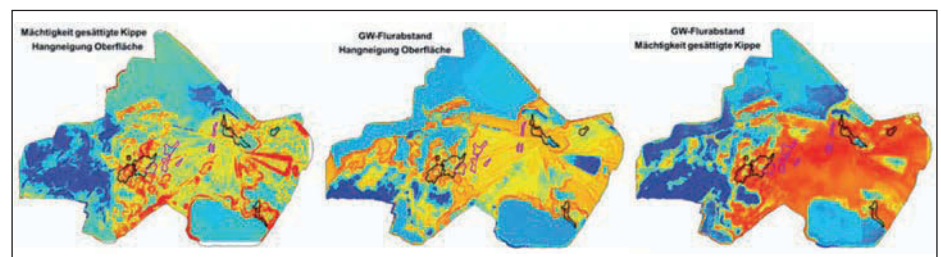 Mächtigkeit gesättigte Kippe
Hangneigung Oberfläche
GW-Flurabstand
Hangneigung Oberfläche
GW-Flurabstand
Mächtigkeit gesättigte Kippe